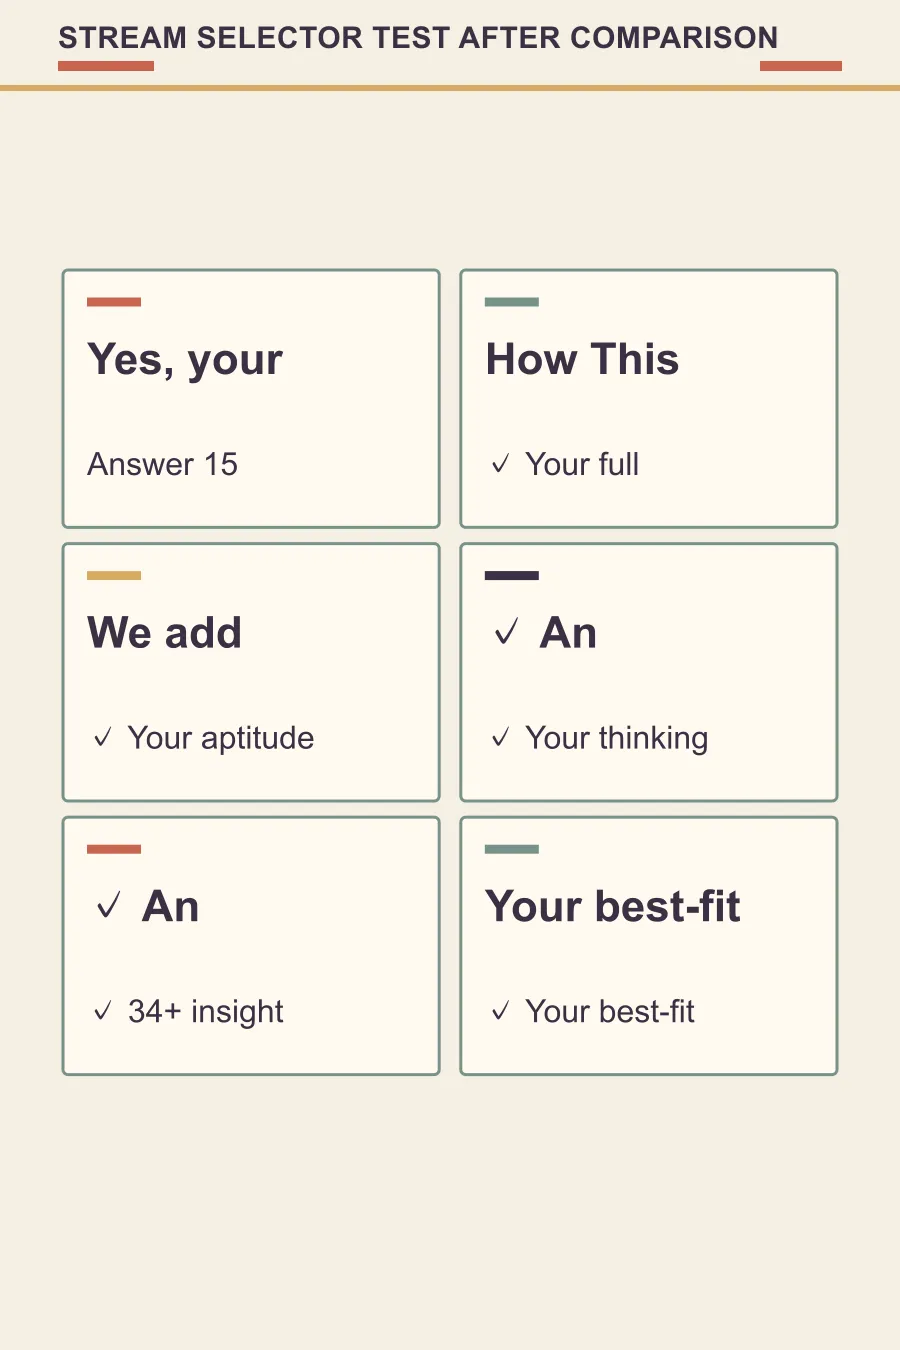 STREAM SELECTOR TEST AFTER COMPARISON
Yes, your
Answer 15
How This
✓ Your full
We add
✓ Your aptitude
✓ An
✓ Your thinking
✓ An
✓ 34+ insight
Your best-fit
✓ Your best-fit